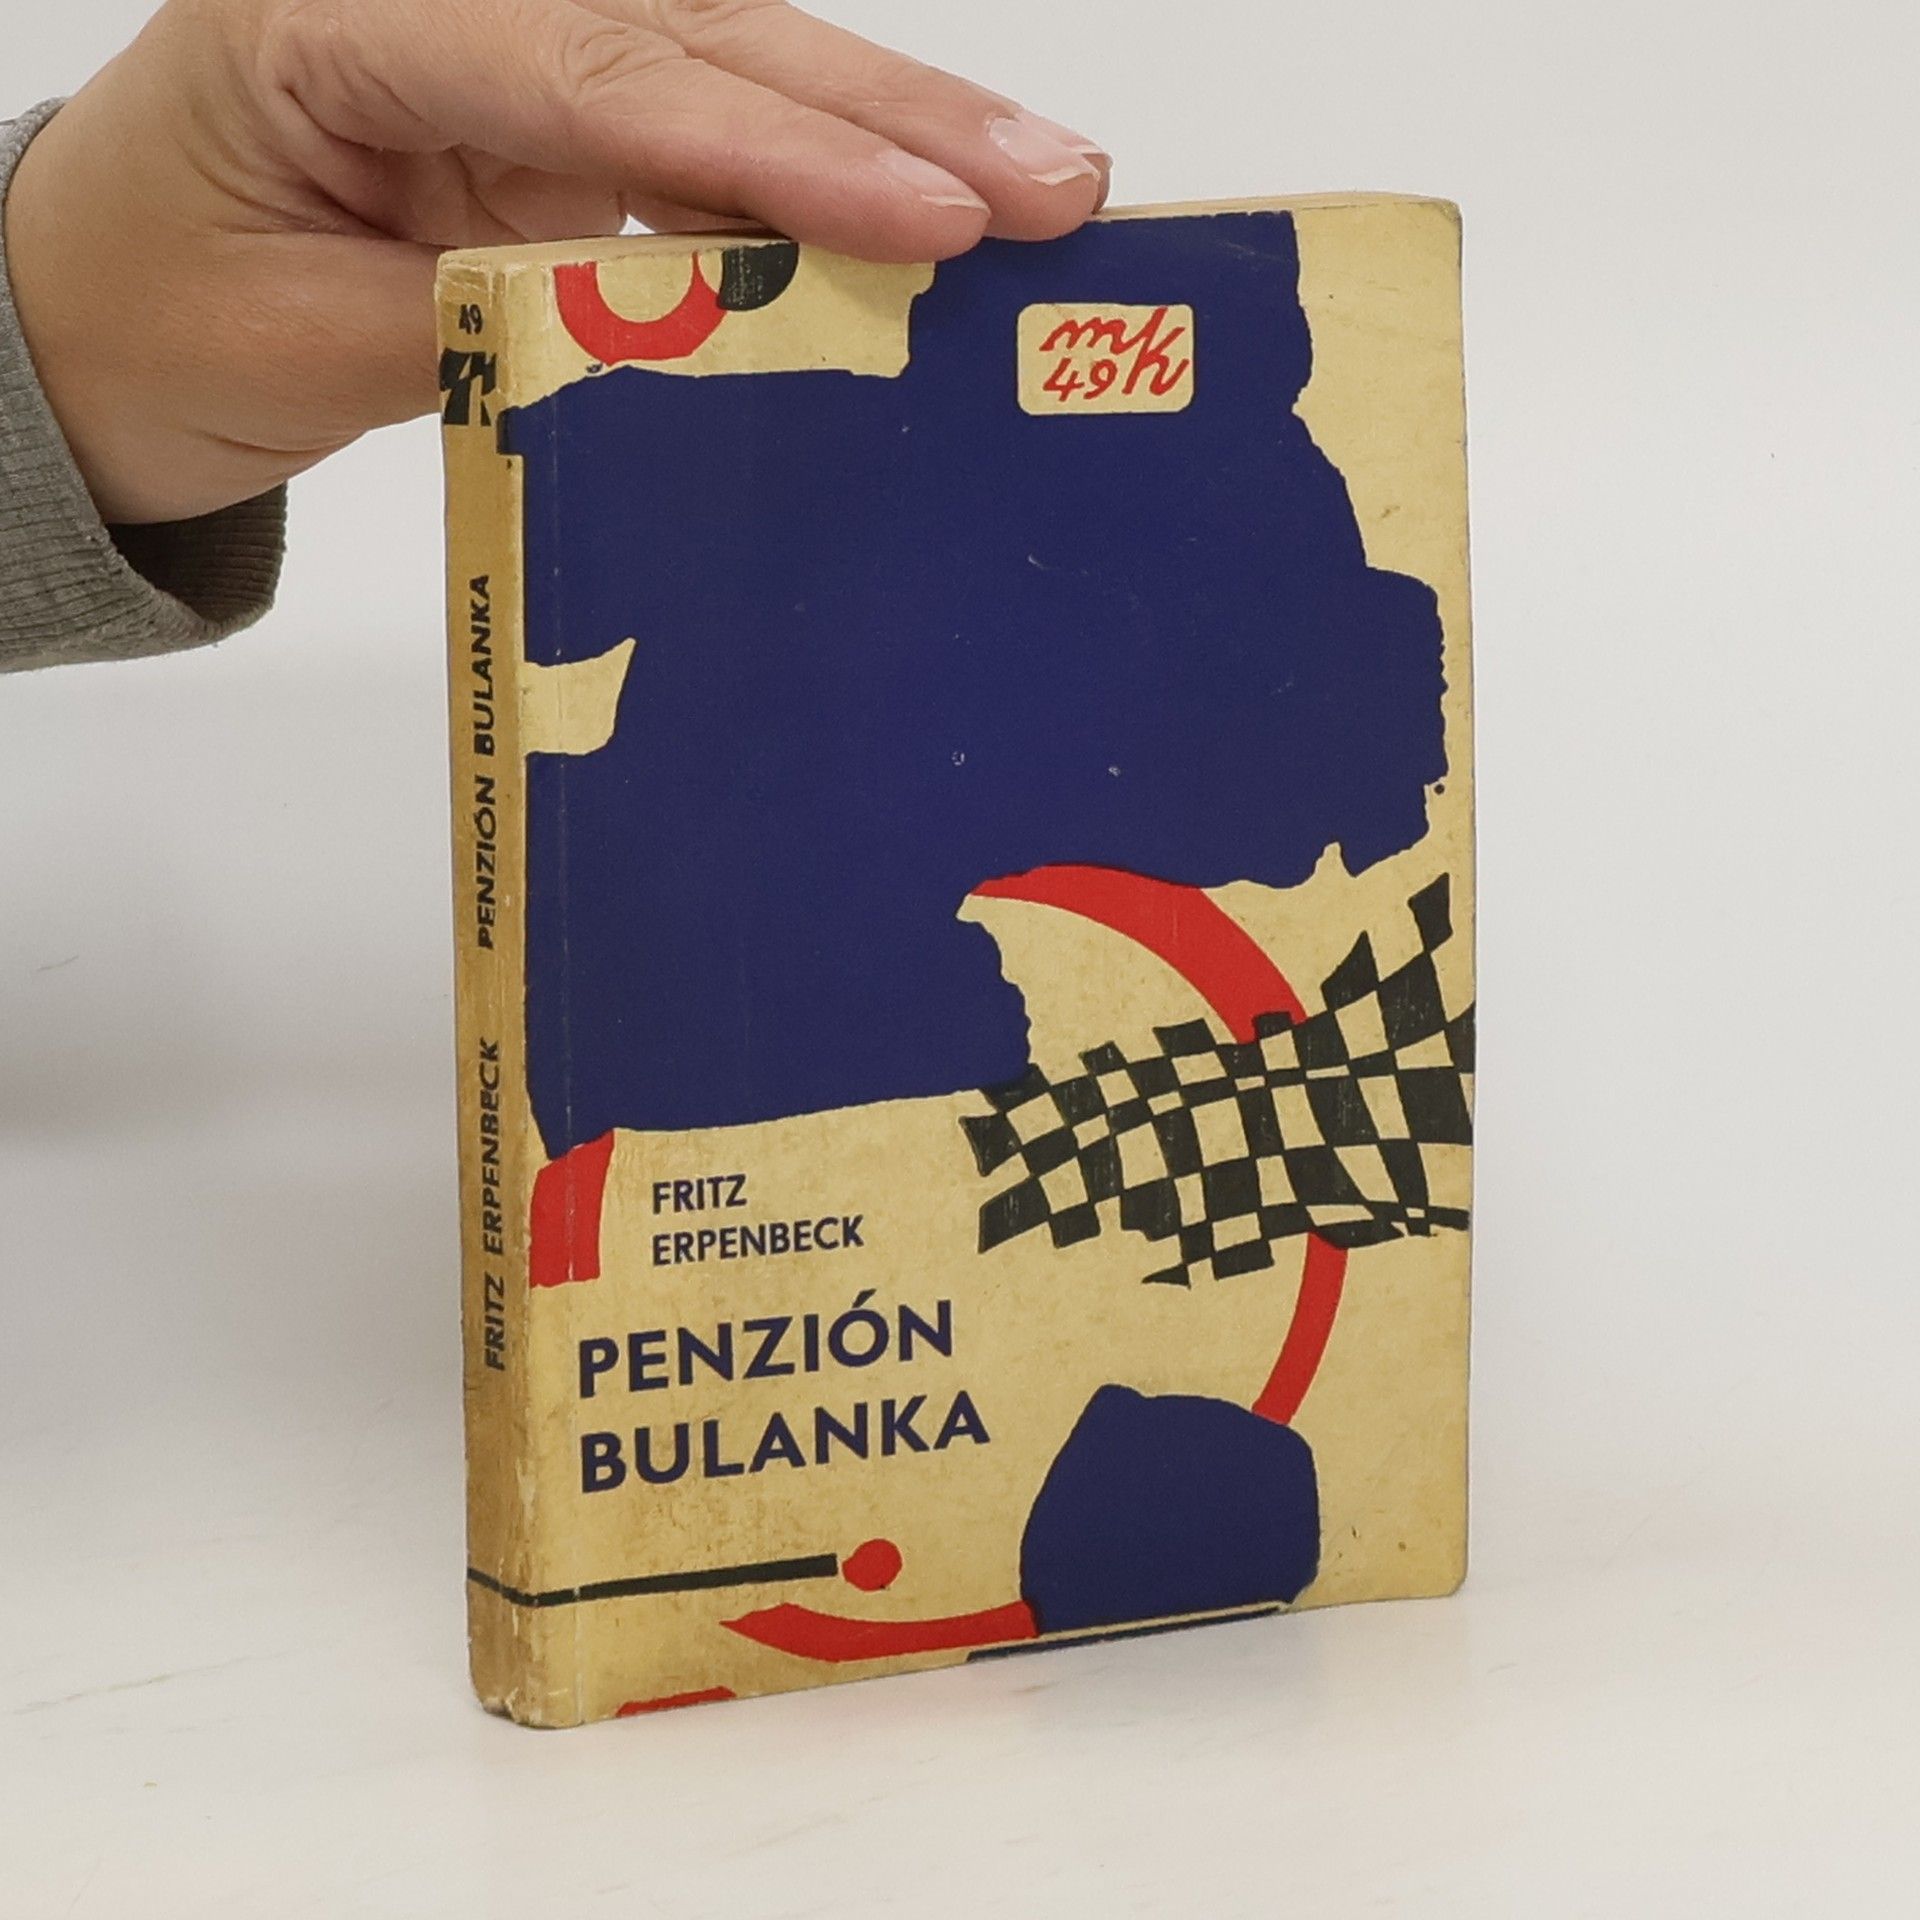 49
PENZIÓN BULANKA
FRITZ ERPENBECK
mk
49
FRITZ
ERPENBECK
PENZIÓN
BULANKA